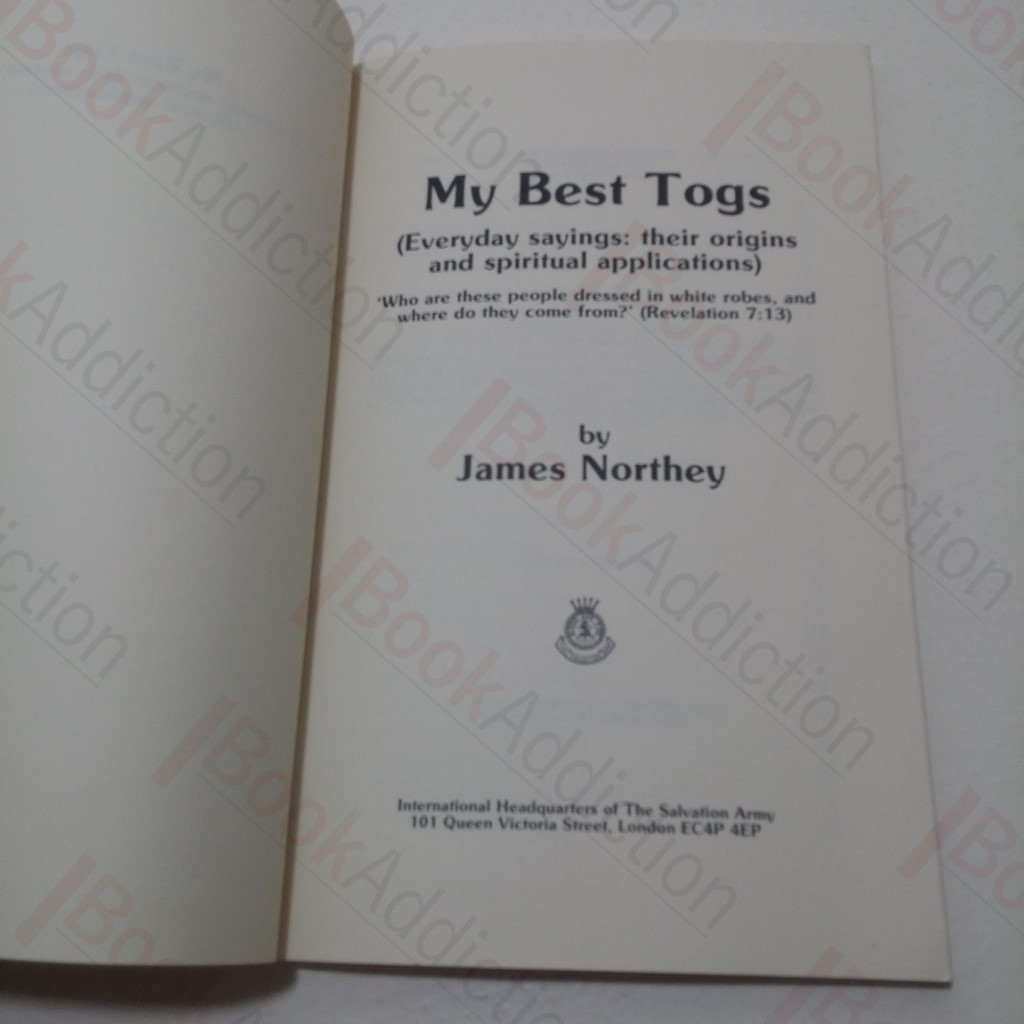 My Best Togs
(Everyday sayings: their origins
and spiritual applications)
'Who are these people dressed in white robes, and
where do they come from?' (Revelation 7:13)
by
James Northey
International Headquarters of The Salvation Army
101 Queen Victoria Street, London EC4P 4EP
BookAddiction